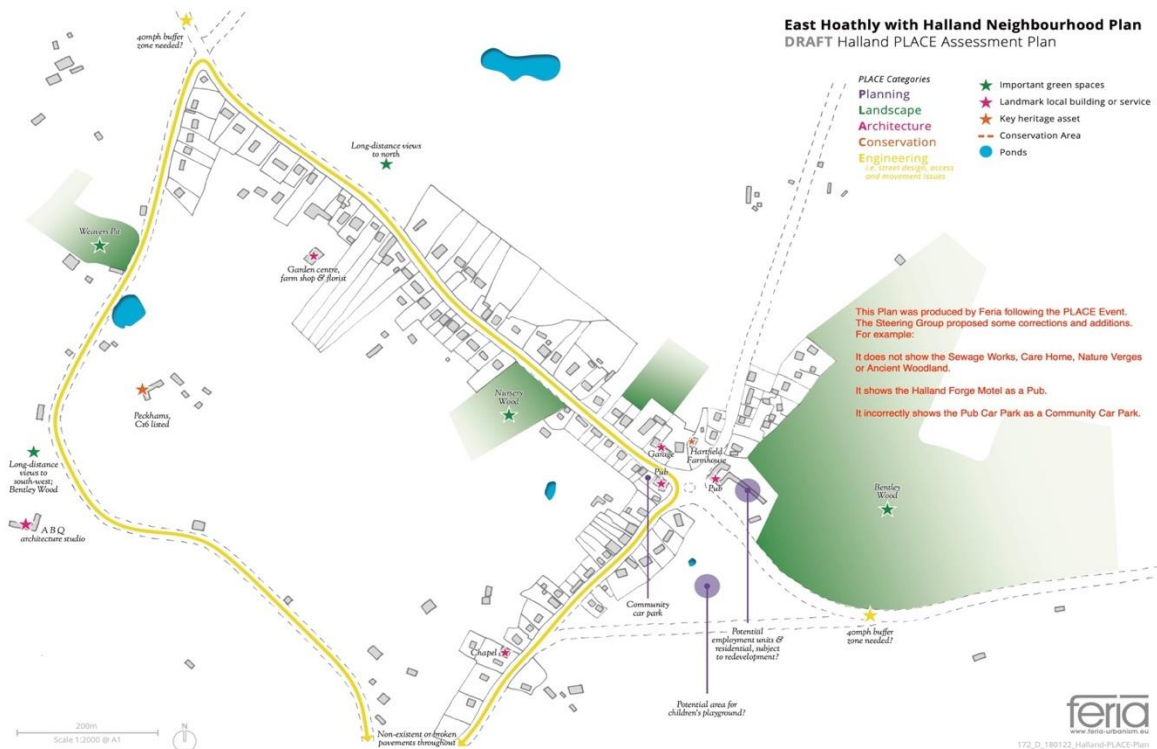 East Hoathly with Halland Neighbourhood Plan
DRAFT Halland PLACE Assessment Plan
PLACE Categories
Planning
Landscape
Architecture
Conservation
Engineering
i.e. street design, access
and movement issues
Important green spaces
Landmark local building or service
Key heritage asset
Conservation Area
Ponds
40mph buffer
zone needed?
Long-distance views
to north
Weavers Pit
Garden centre,
farm shop & florist
This Plan was produced by Feria following the PLACE Event.
The Steering Group proposed some corrections and additions.
For example:
It does not show the Sewage Works, Care Home, Nature Verges
or Ancient Woodland.
It shows the Halland Forge Motel as a Pub.
It incorrectly shows the Pub Car Park as a Community Car Park.
Peckhams,
C16 listed
Nursery
Wood
Garage
Hartfield
Farmhouse
Pub
Pub
Long-distance
views to
south-west;
Bentley Wood
Bentley
Wood
ABQ
architecture studio
Community
car park
Potential
employment units &
residential, subject
to redevelopment?
40mph buffer
zone needed?
Chapel
Potential area for
children's playground?
Non-existent or broken
pavements throughout
200m
Scale 1:2000 @ A1
N
feria
www.feria-urbanism.eu
172_D_180122_Halland-PLACE-Plan